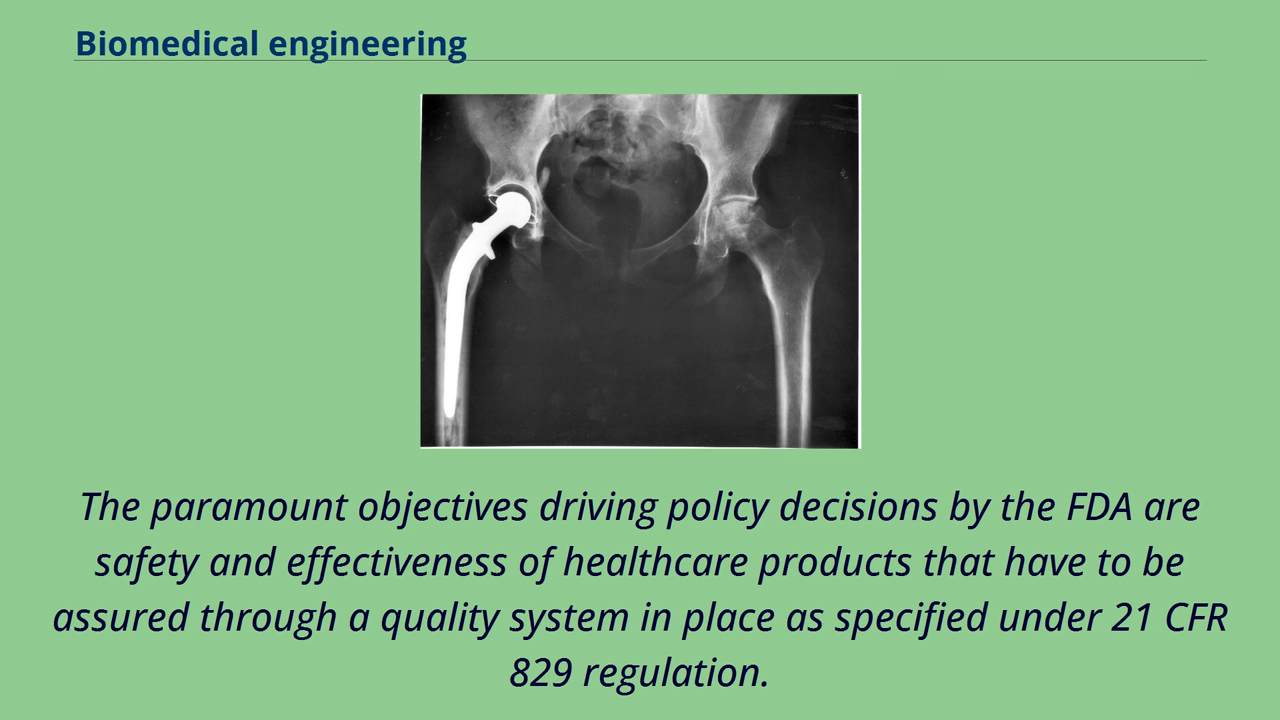 Biomedical engineering
The paramount objectives driving policy decisions by the FDA are
safety and effectiveness of healthcare products that have to be
assured through a quality system in place as specified under 21 CFR
829 regulation.